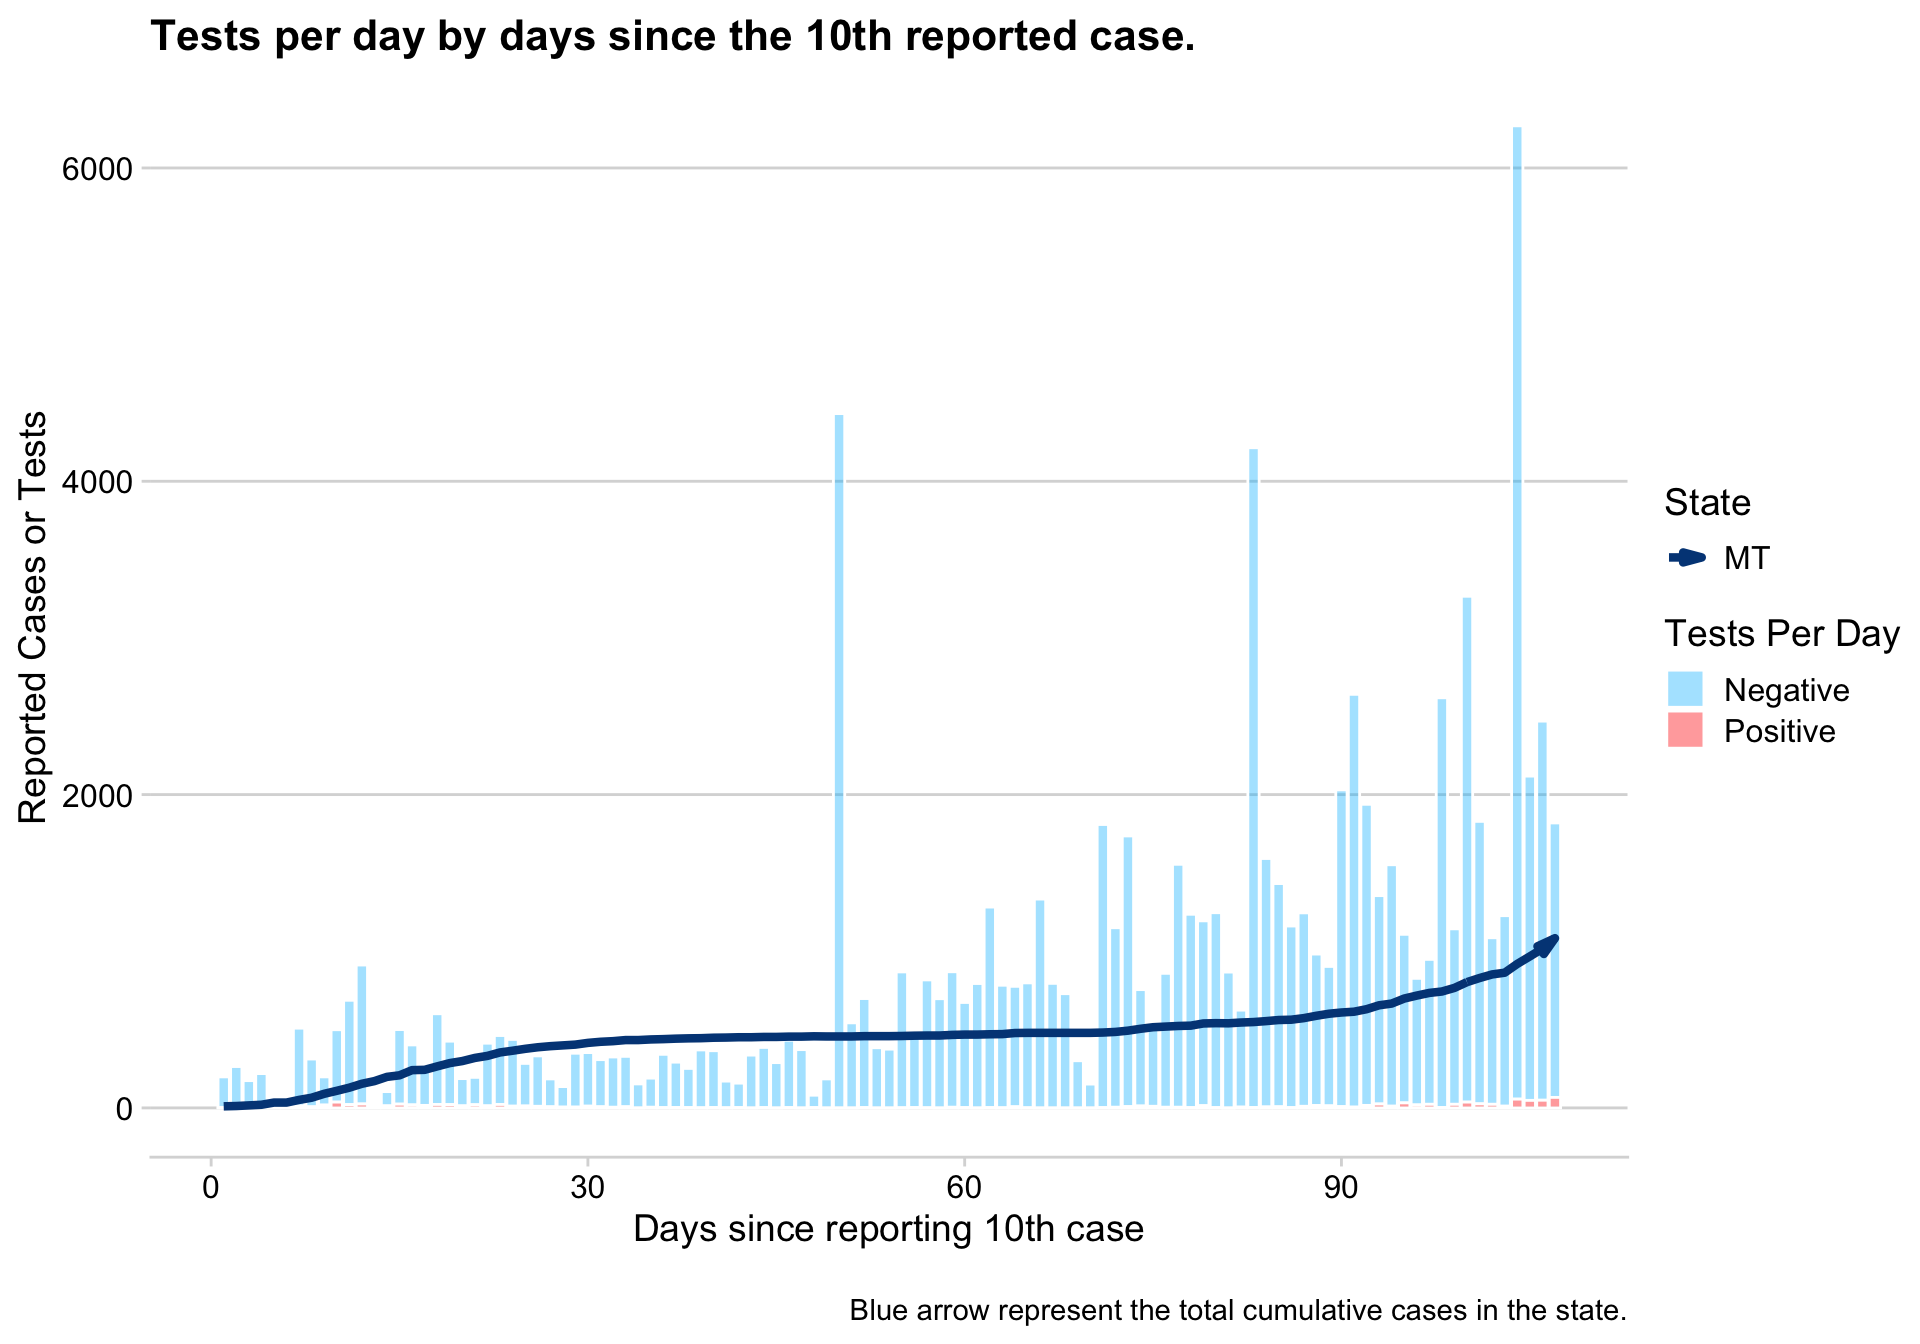 Tests per day by days since the 10th reported case.
Reported Cases or Tests
6000
4000
2000
0
0
30
60
90
Days since reporting 10th case
State
MT
Tests Per Day
Negative
Positive
Blue arrow represent the total cumulative cases in the state.